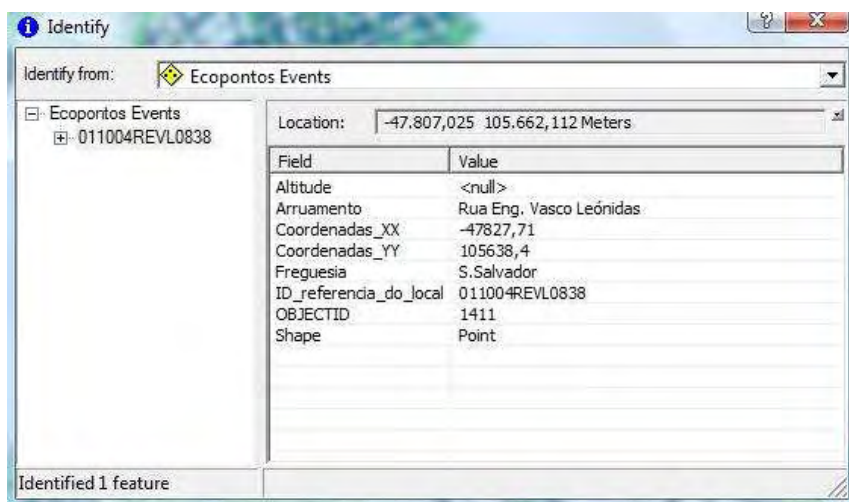 Identify
Identify from: Ecopontos Events
Ecopontos Events
011004REVL0838
Location: -47.807,025 105.662,112 Meters
Field Value
Altitude <null>
Arruamento Rua Eng. Vasco Leónidas
Coordenadas_XX -47827,71
Coordenadas_YY 105638,4
Freguesia S.Salvador
ID_referencia_do_local 011004REVL0838
OBJECTID 1411
Shape Point
Identified 1 feature